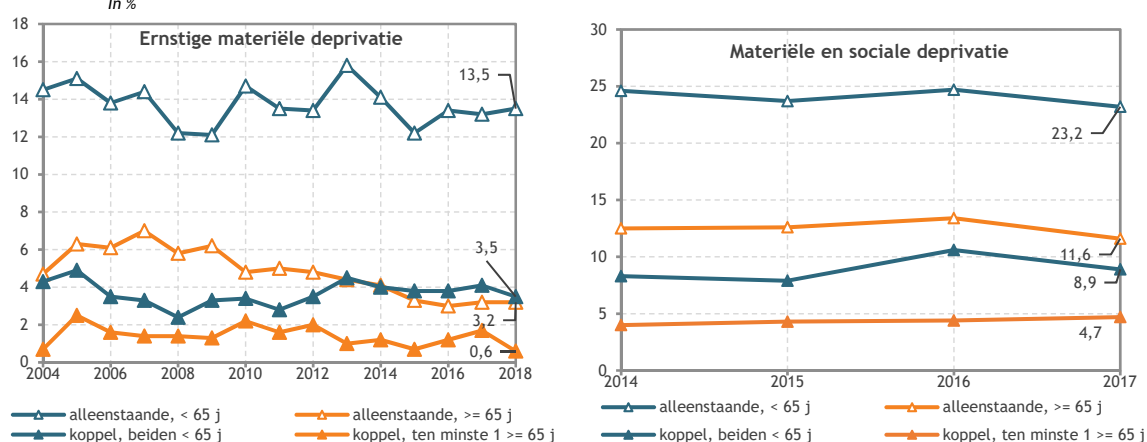 In %
Ernstige materiële deprivatie
18
16
14
12
10
8
6
4
2
0
13,5
3,5
3,2
0,6
2004 2006 2008 2010 2012 2014 2016 2018
alleenstaande, < 65 j alleenstaande, >= 65 j
koppel, beiden < 65 j koppel, ten minste 1 >= 65 j
Materiële en sociale deprivatie
30
25
20
15
10
5
0
23,2
11,6
8,9
4,7
2014 2015 2016 2017
alleenstaande, < 65 j alleenstaande, >= 65 j
koppel, beiden < 65 j koppel, ten minste 1 >= 65 j